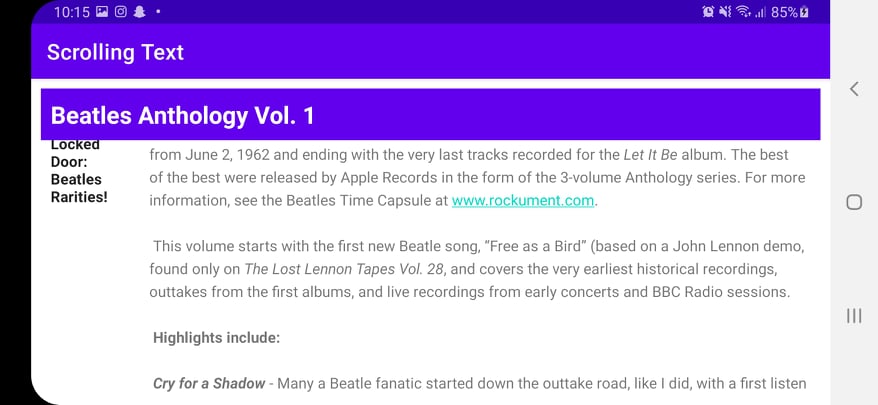 10:15
85%
Scrolling Text
Beatles Anthology Vol. 1
Locked
Door:
Beatles
Rarities!
from June 2, 1962 and ending with the very last tracks recorded for the Let It Be album. The best
of the best were released by Apple Records in the form of the 3-volume Anthology series. For more
information, see the Beatles Time Capsule at www.rockument.com.
This volume starts with the first new Beatle song, “Free as a Bird” (based on a John Lennon demo,
found only on The Lost Lennon Tapes Vol. 28, and covers the very earliest historical recordings,
outtakes from the first albums, and live recordings from early concerts and BBC Radio sessions.
Highlights include:
Cry for a Shadow - Many a Beatle fanatic started down the outtake road, like I did, with a first listen